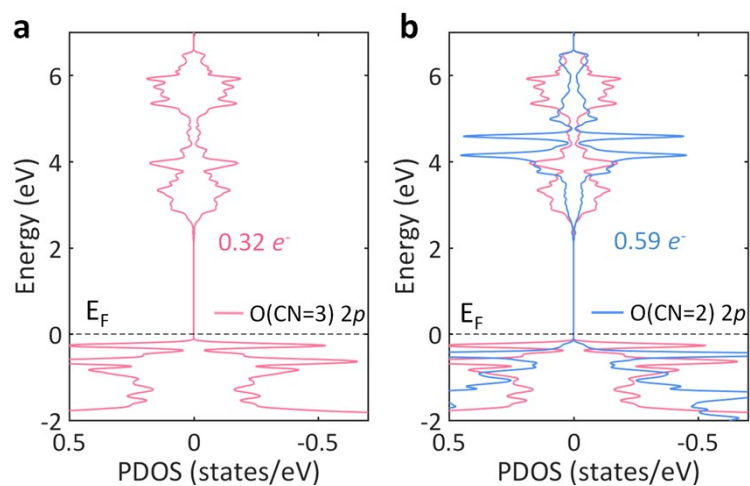 a
Energy (eV)
6
4
2
0
-2
0.32 e⁻
E_F
O(CN=3) 2p
0.5 0 -0.5
PDOS (states/eV)
b
Energy (eV)
6
4
2
0
-2
0.59 e⁻
E_F
O(CN=2) 2p
0.5 0 -0.5
PDOS (states/eV)